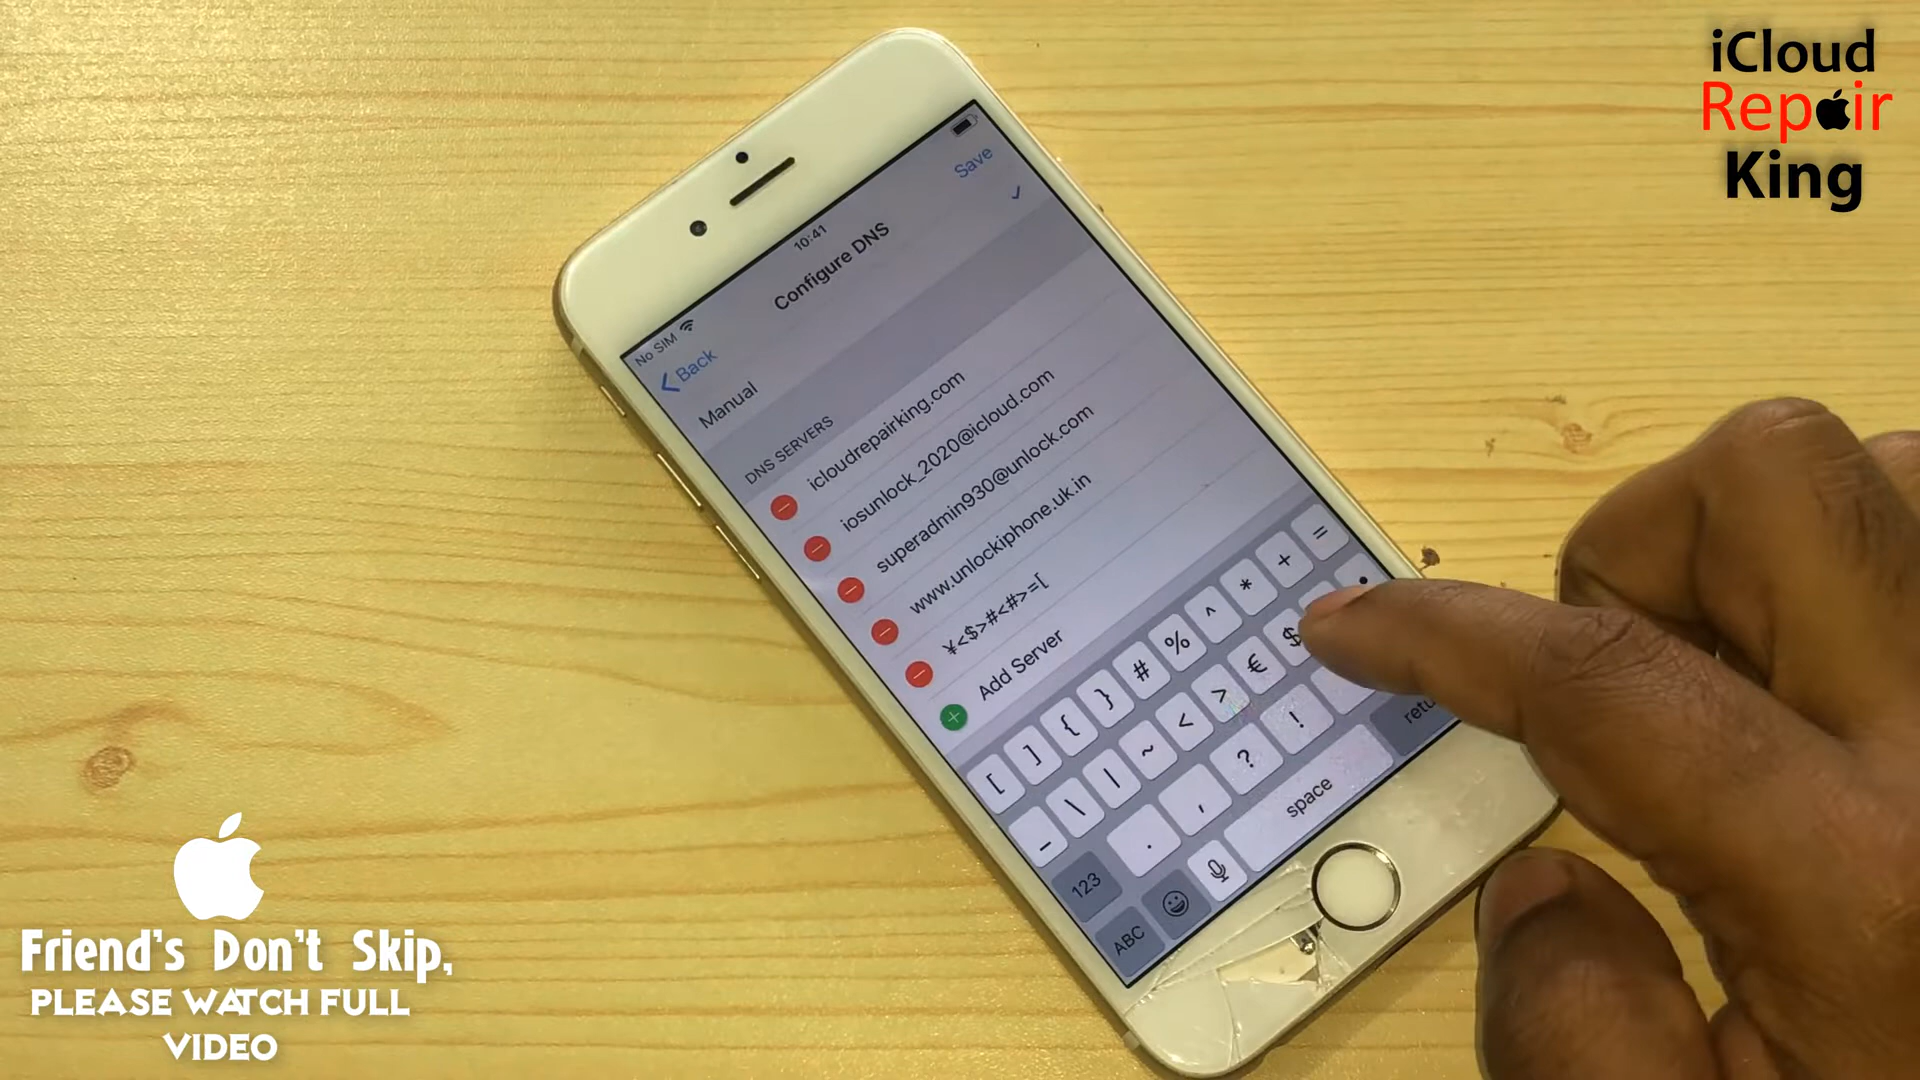 iCloud
Repair
King
No SIM
10:41
Back
Configure DNS
Save
Manual
DNS SERVERS
icloudrepairking.com
iosunlock_2020@icloud.com
superadmin930@unlock.com
www.unlockiphone.uk.in
¥<$>#<#>=[
Add Server
[ ] { } # % ^ * + =
_ \ | ~ < > € $
123 . , ? !
ABC space retu
Friend's Don't Skip,
PLEASE WATCH FULL
VIDEO